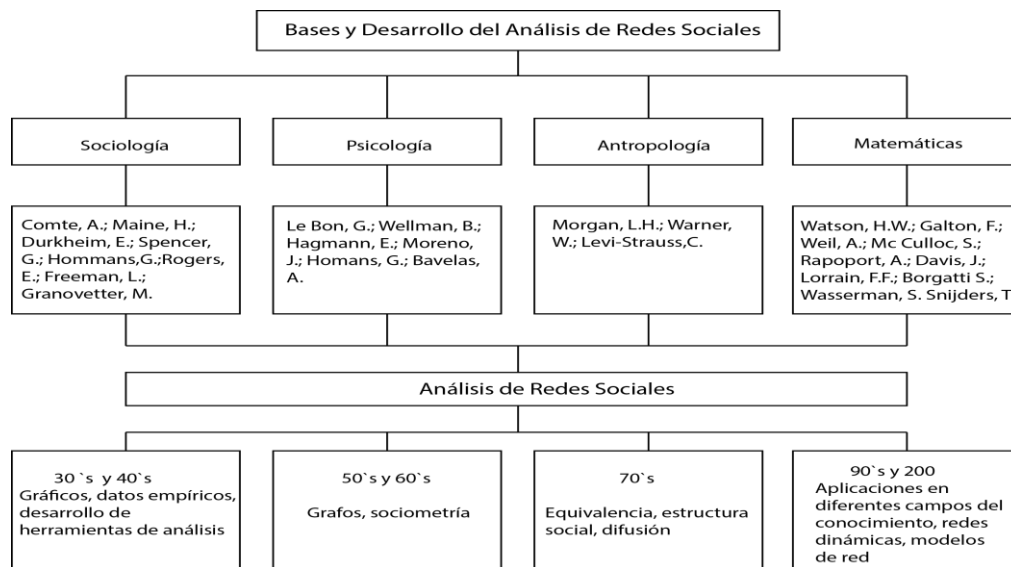 Bases y Desarrollo del Análisis de Redes Sociales
Sociología
Psicología
Antropología
Matemáticas
Comte, A.; Maine, H.;
Durkheim, E.; Spencer,
G.; Hommans,G.;Rogers,
E.; Freeman, L.;
Granovetter, M.
Le Bon, G.; Wellman, B.;
Hagmann, E.; Moreno,
J.; Homans, G.; Bavelas,
A.
Morgan, L.H.; Warner,
W.; Levi-Strauss,C.
Watson, H.W.; Galton, F.;
Weil, A.; Mc Culloc, S.;
Rapoport, A.; Davis, J.;
Lorrain, F.F.; Borgatti S.;
Wasserman, S. Snijders, T
Análisis de Redes Sociales
30 `s y 40`s
Gráficos, datos empíricos,
desarrollo de
herramientas de análisis
50`s y 60`s
Grafos, sociometría
70`s
Equivalencia, estructura
social, difusión
90`s y 200
Aplicaciones en
diferentes campos del
conocimiento, redes
dinámicas, modelos
de red